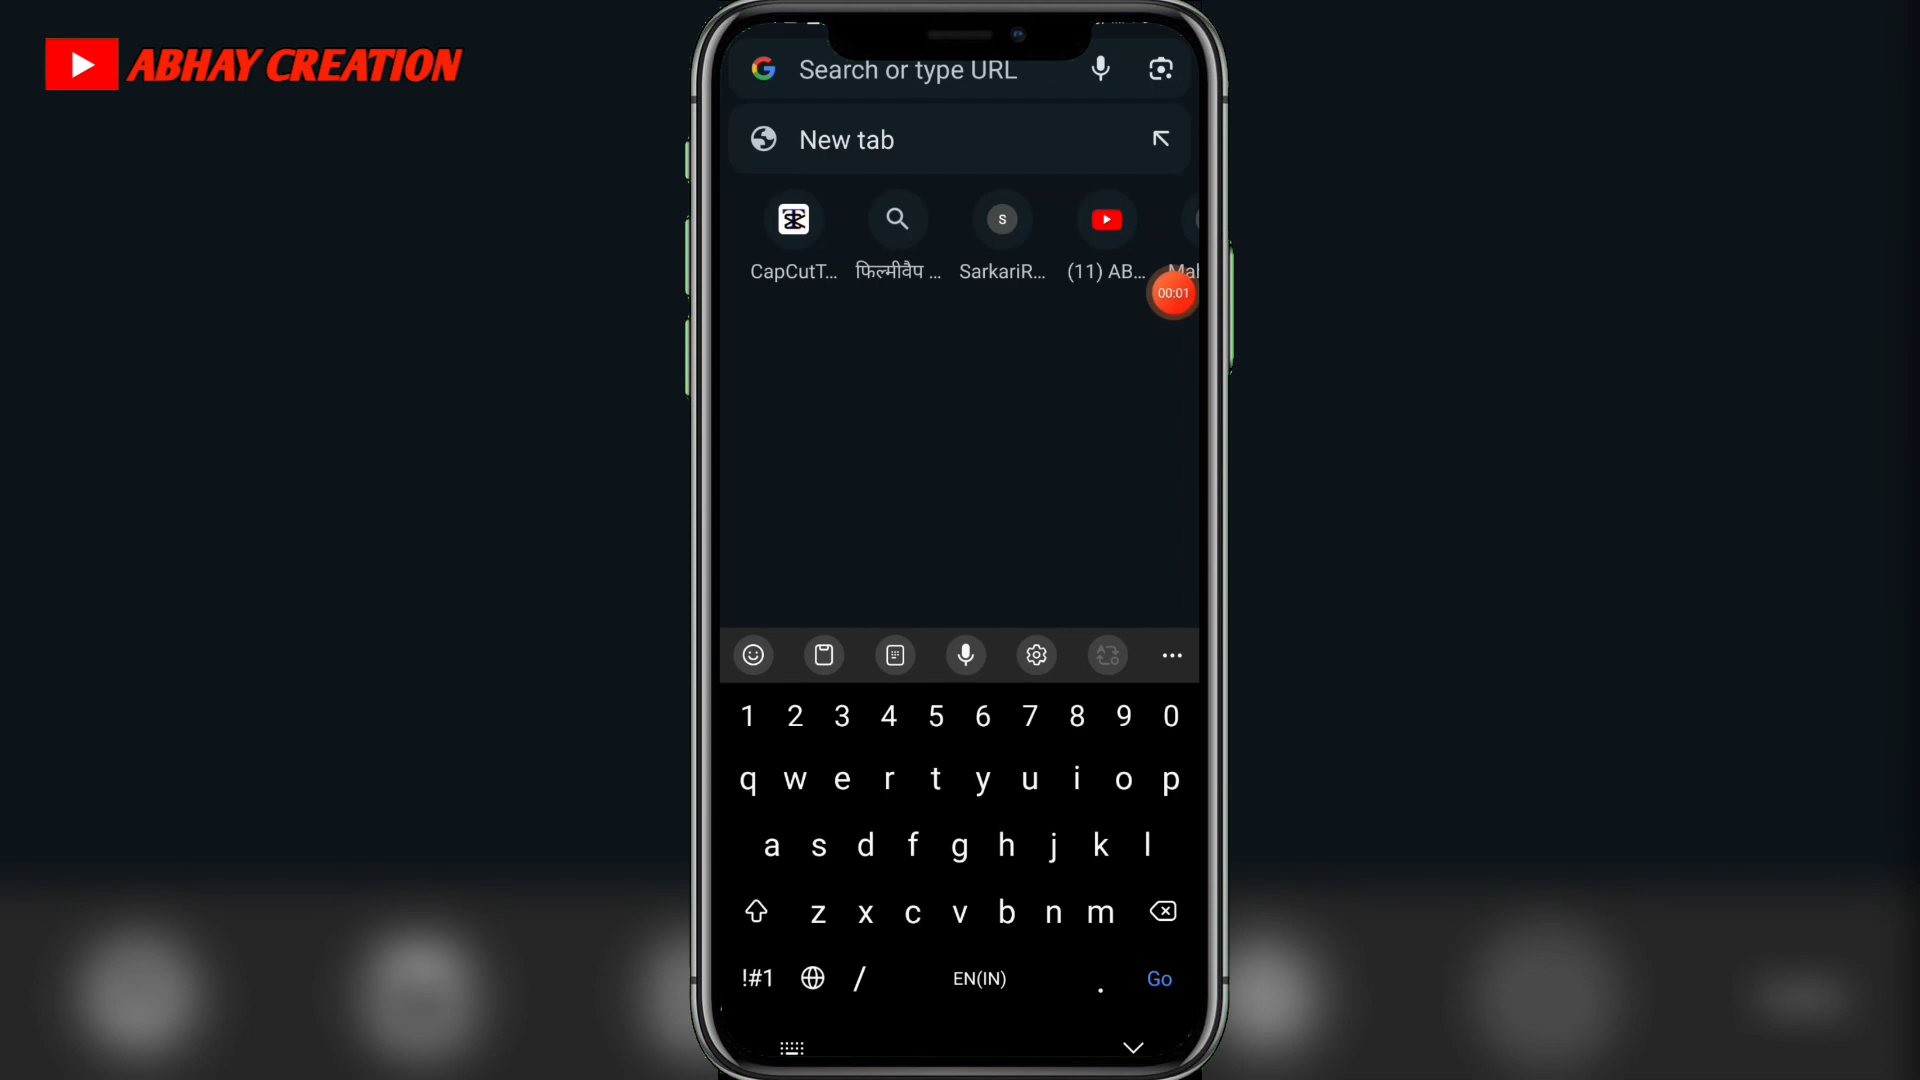 ABHAY CREATION
Search or type URL
New tab
CapCutT... फिल्मीवैप ... SarkariR... (11) AB... Mah
S
00:01
1 2 3 4 5 6 7 8 9 0
q w e r t y u i o p
a s d f g h j k l
z x c v b n m
!#1 / EN(IN) . Go